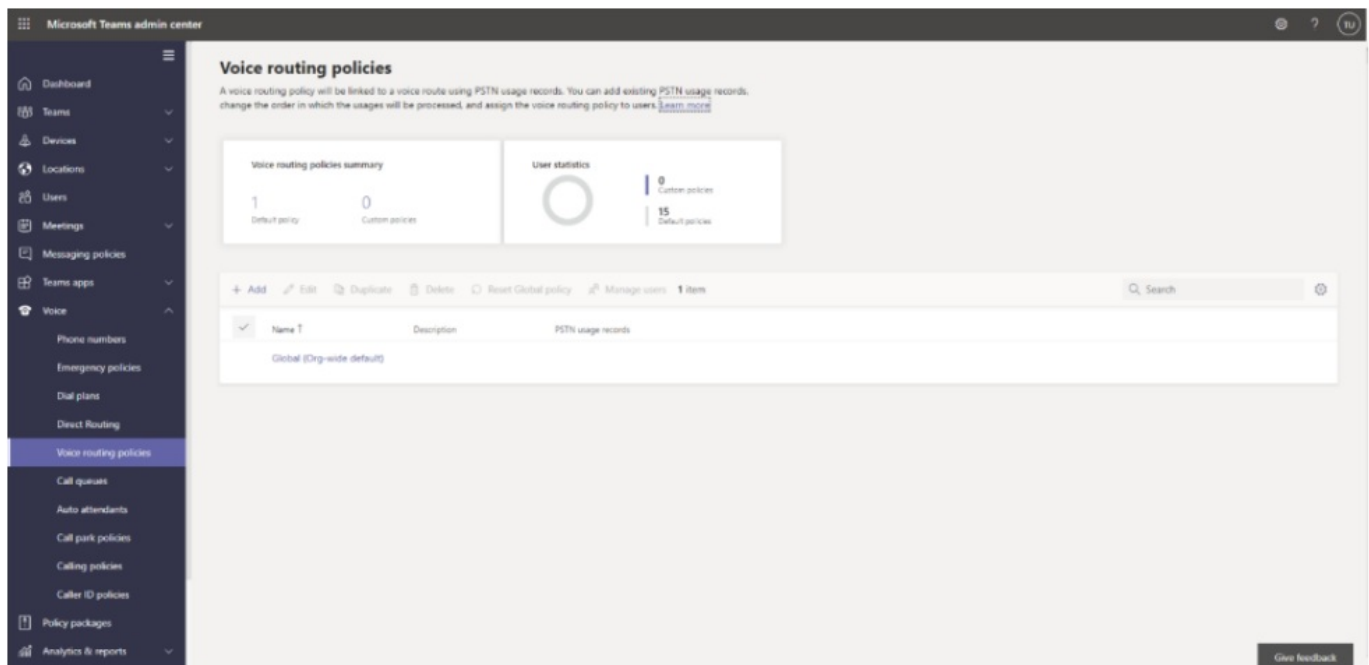 Microsoft Teams admin center
?
TU
Dashboard
Teams
Devices
Locations
Users
Meetings
Messaging policies
Teams apps
Voice
Phone numbers
Emergency policies
Dial plans
Direct Routing
Voice routing policies
Call queues
Auto attendants
Call park policies
Calling policies
Caller ID policies
Policy packages
Analytics & reports
Voice routing policies
A voice routing policy will be linked to a voice route using PSTN usage records. You can add existing PSTN usage records,
change the order in which the usages will be processed, and assign the voice routing policy to users. Learn more
Voice routing policies summary
1
Default policy
0
Custom policies
User statistics
0
Custom policies
15
Default policies
+ Add Edit Duplicate Delete Reset Global policy Manage users 1 item
Search
Name ↑ Description PSTN usage records
Global (Org-wide default)
Give feedback